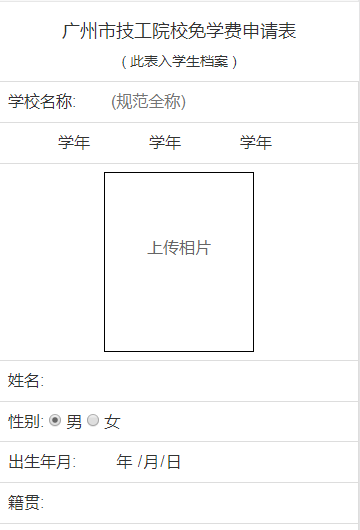 广州市技工院校免学费申请表
（此表入学生档案）
学校名称: (规范全称)
学年 学年 学年
上传相片
姓名:
性别: 男 女
出生年月: 年 /月/日
籍贯: